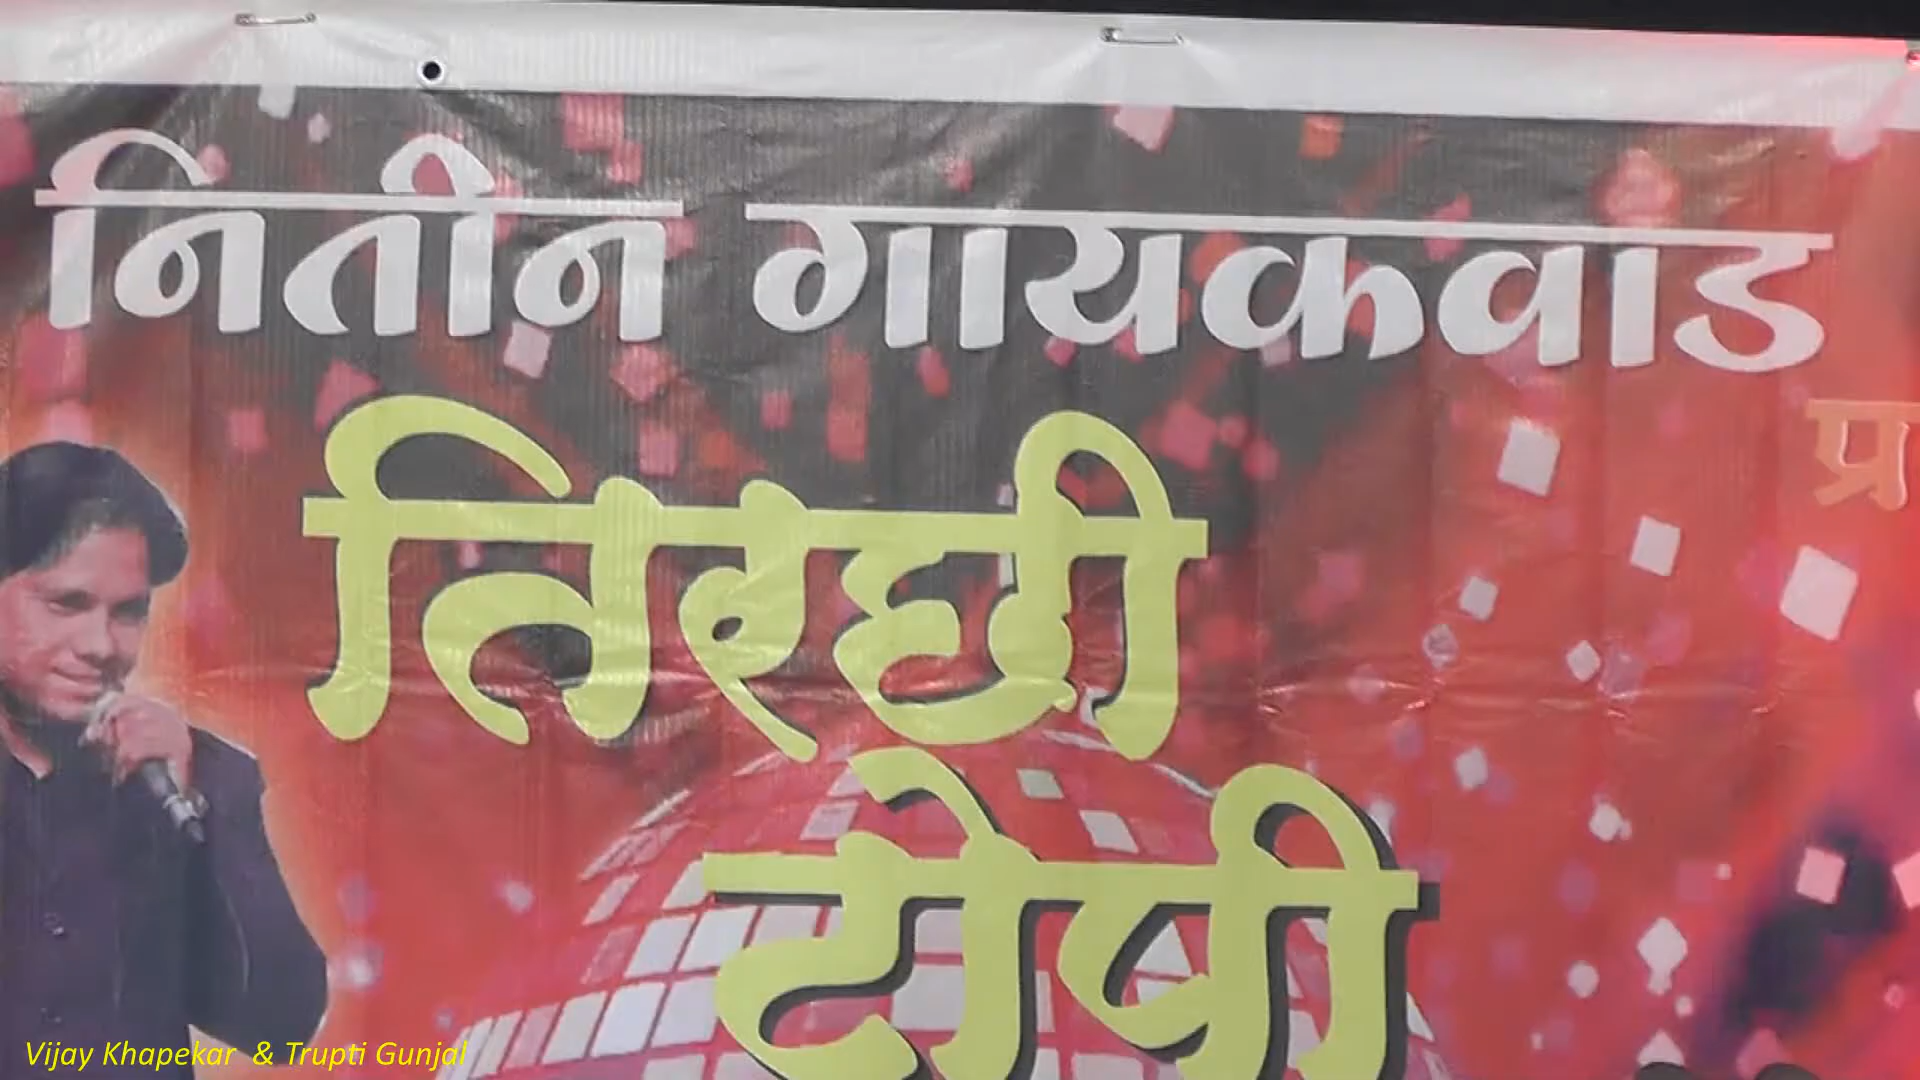 नितीन गायकवाड
प्र
तिरछी
टोपी
Vijay Khapekar & Trupti Gunjal